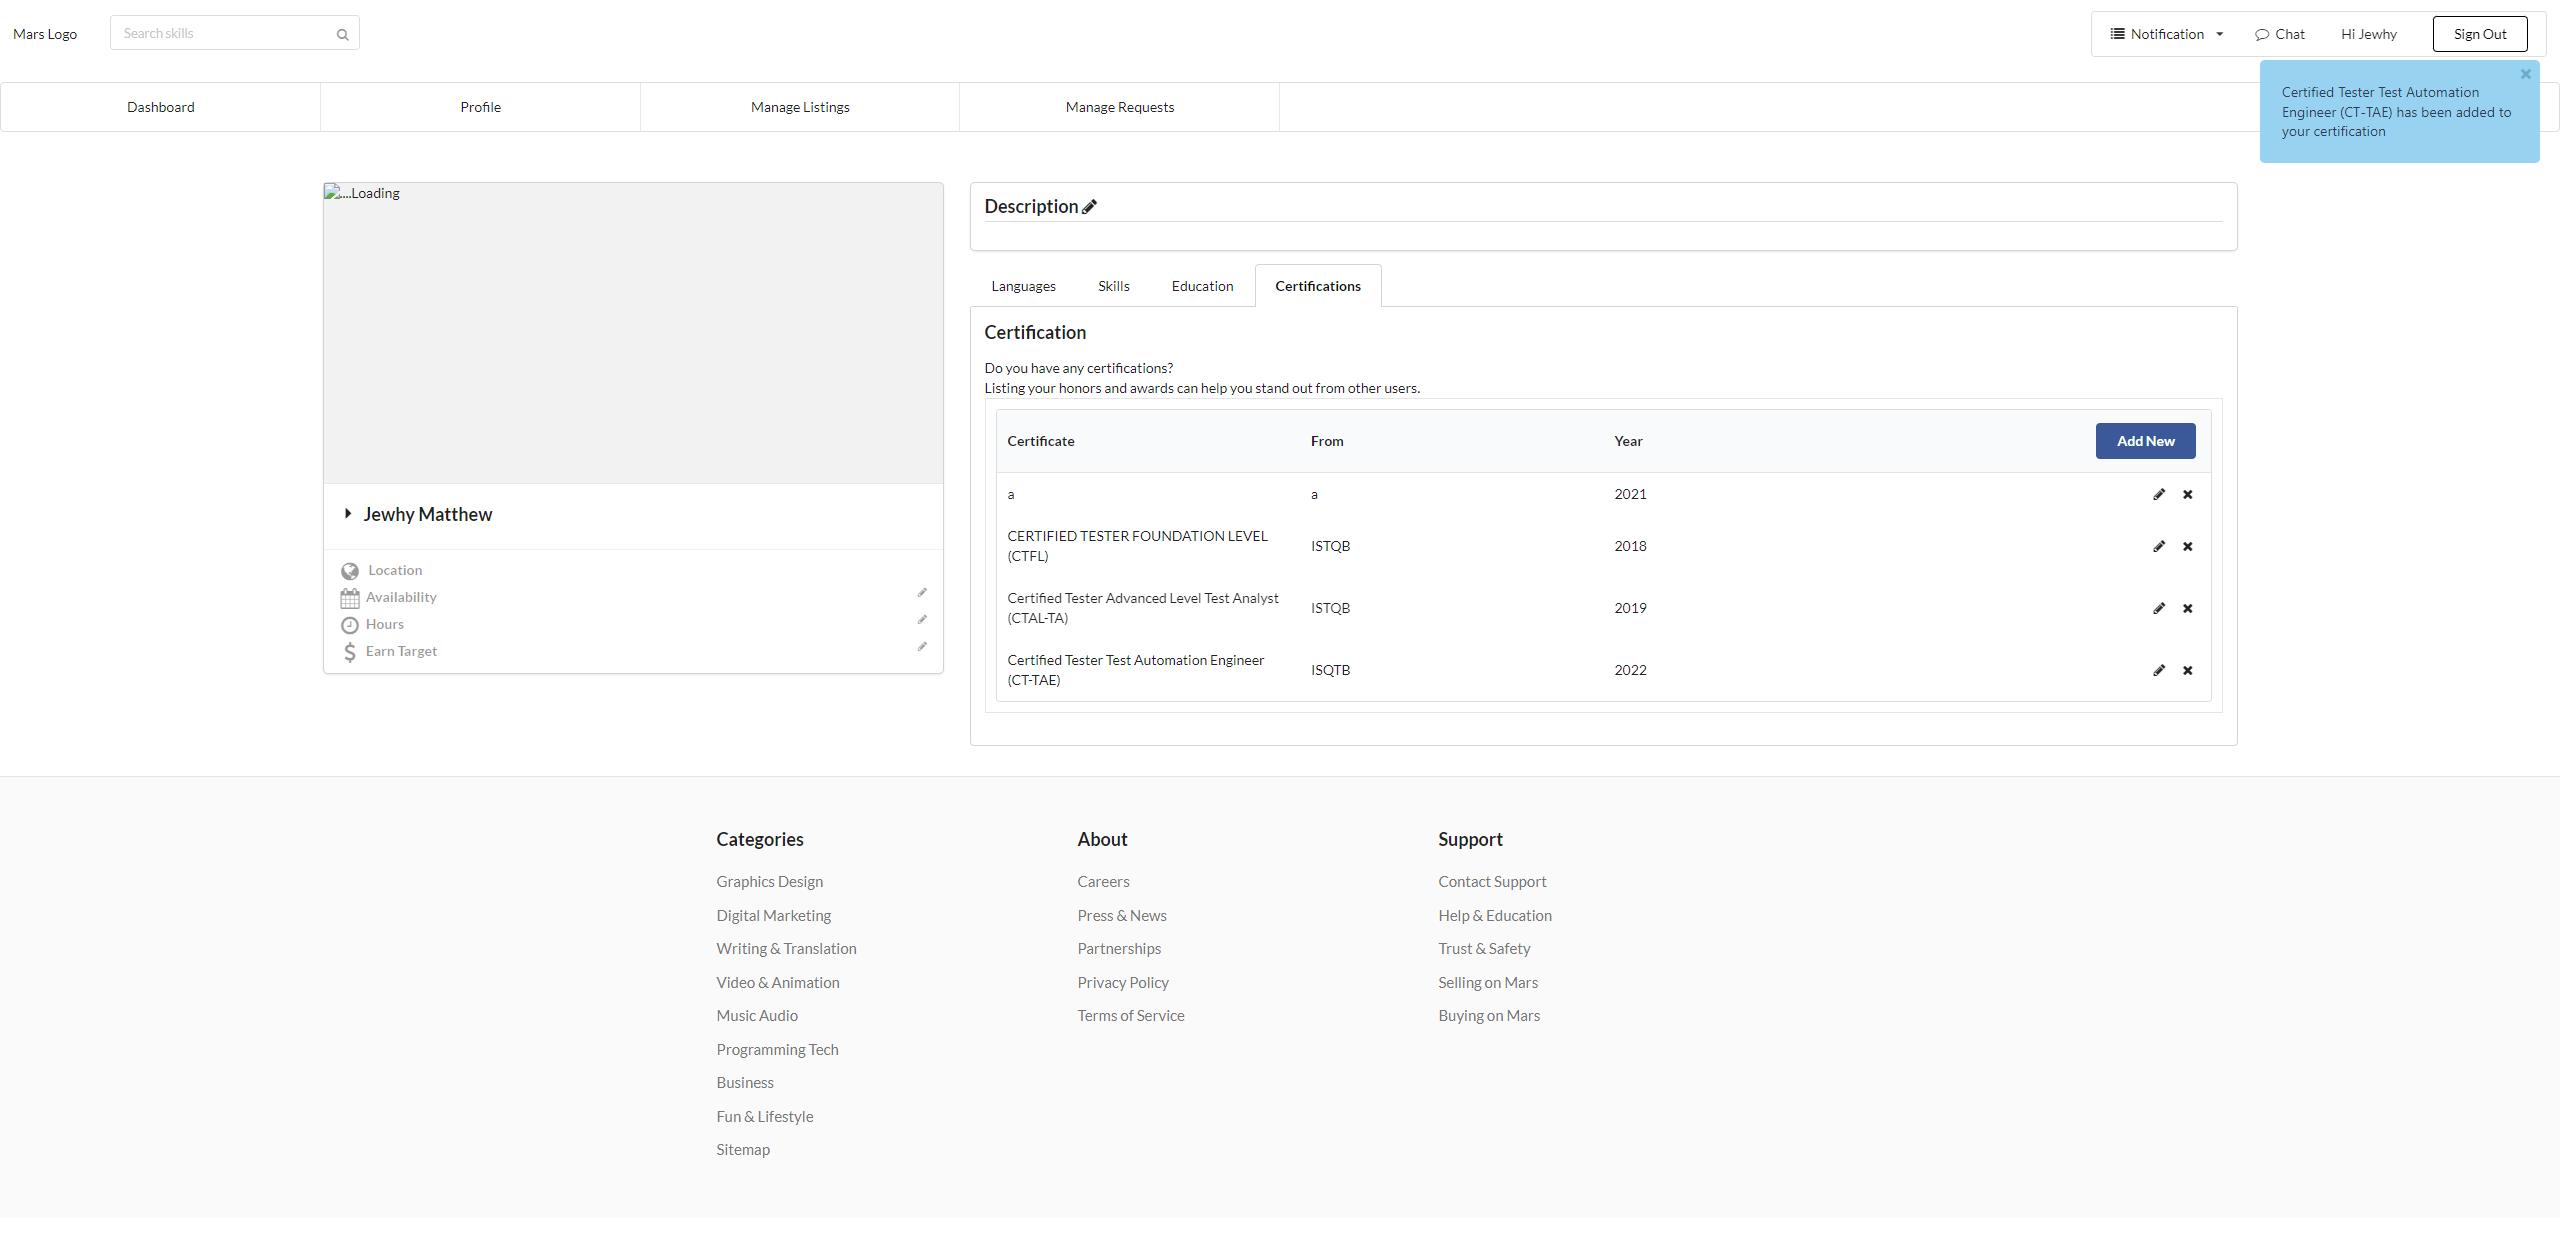 Mars Logo
Search skills
Notification
Chat
Hi Jewhy
Sign Out
Certified Tester Test Automation
Engineer (CT-TAE) has been added to
your certification
Dashboard
Profile
Manage Listings
Manage Requests
....Loading
Jewhy Matthew
Location
Availability
Hours
Earn Target
Description
Languages
Skills
Education
Certifications
Certification
Do you have any certifications?
Listing your honors and awards can help you stand out from other users.
Certificate From Year Add New
a a 2021
CERTIFIED TESTER FOUNDATION LEVEL
(CTFL)
ISTQB 2018
Certified Tester Advanced Level Test Analyst
(CTAL-TA)
ISTQB 2019
Certified Tester Test Automation Engineer
(CT-TAE)
ISQTB 2022
Categories
Graphics Design
Digital Marketing
Writing & Translation
Video & Animation
Music Audio
Programming Tech
Business
Fun & Lifestyle
Sitemap
About
Careers
Press & News
Partnerships
Privacy Policy
Terms of Service
Support
Contact Support
Help & Education
Trust & Safety
Selling on Mars
Buying on Mars